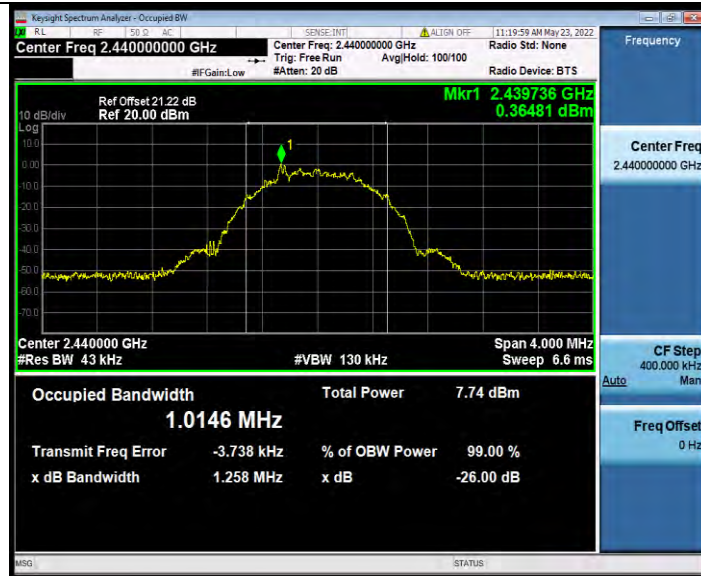 Keysight Spectrum Analyzer - Occupied BW
RL RF 50 Ω AC SENSE:INT ALIGN OFF 11:19:59 AM May 23, 2022
Center Freq 2.440000000 GHz
Center Freq: 2.440000000 GHz
Radio Std: None
Trig: Free Run
Avg|Hold: 100/100
#IFGain:Low
#Atten: 20 dB
Radio Device: BTS
Ref Offset 21.22 dB
Mkr1 2.439736 GHz
10 dB/div
Ref 20.00 dBm
0.36481 dBm
Log
10.0
0.00
-10.0
-20.0
-30.0
-40.0
-50.0
-60.0
-70.0
1
Center 2.440000 GHz
Span 4.000 MHz
#Res BW 43 kHz
#VBW 130 kHz
Sweep 6.6 ms
Occupied Bandwidth
Total Power 7.74 dBm
1.0146 MHz
Transmit Freq Error -3.738 kHz
% of OBW Power 99.00 %
x dB Bandwidth 1.258 MHz
x dB -26.00 dB
MSG
STATUS
Frequency
Center Freq
2.440000000 GHz
CF Step
400.000 kHz
Auto Man
Freq Offset
0 Hz